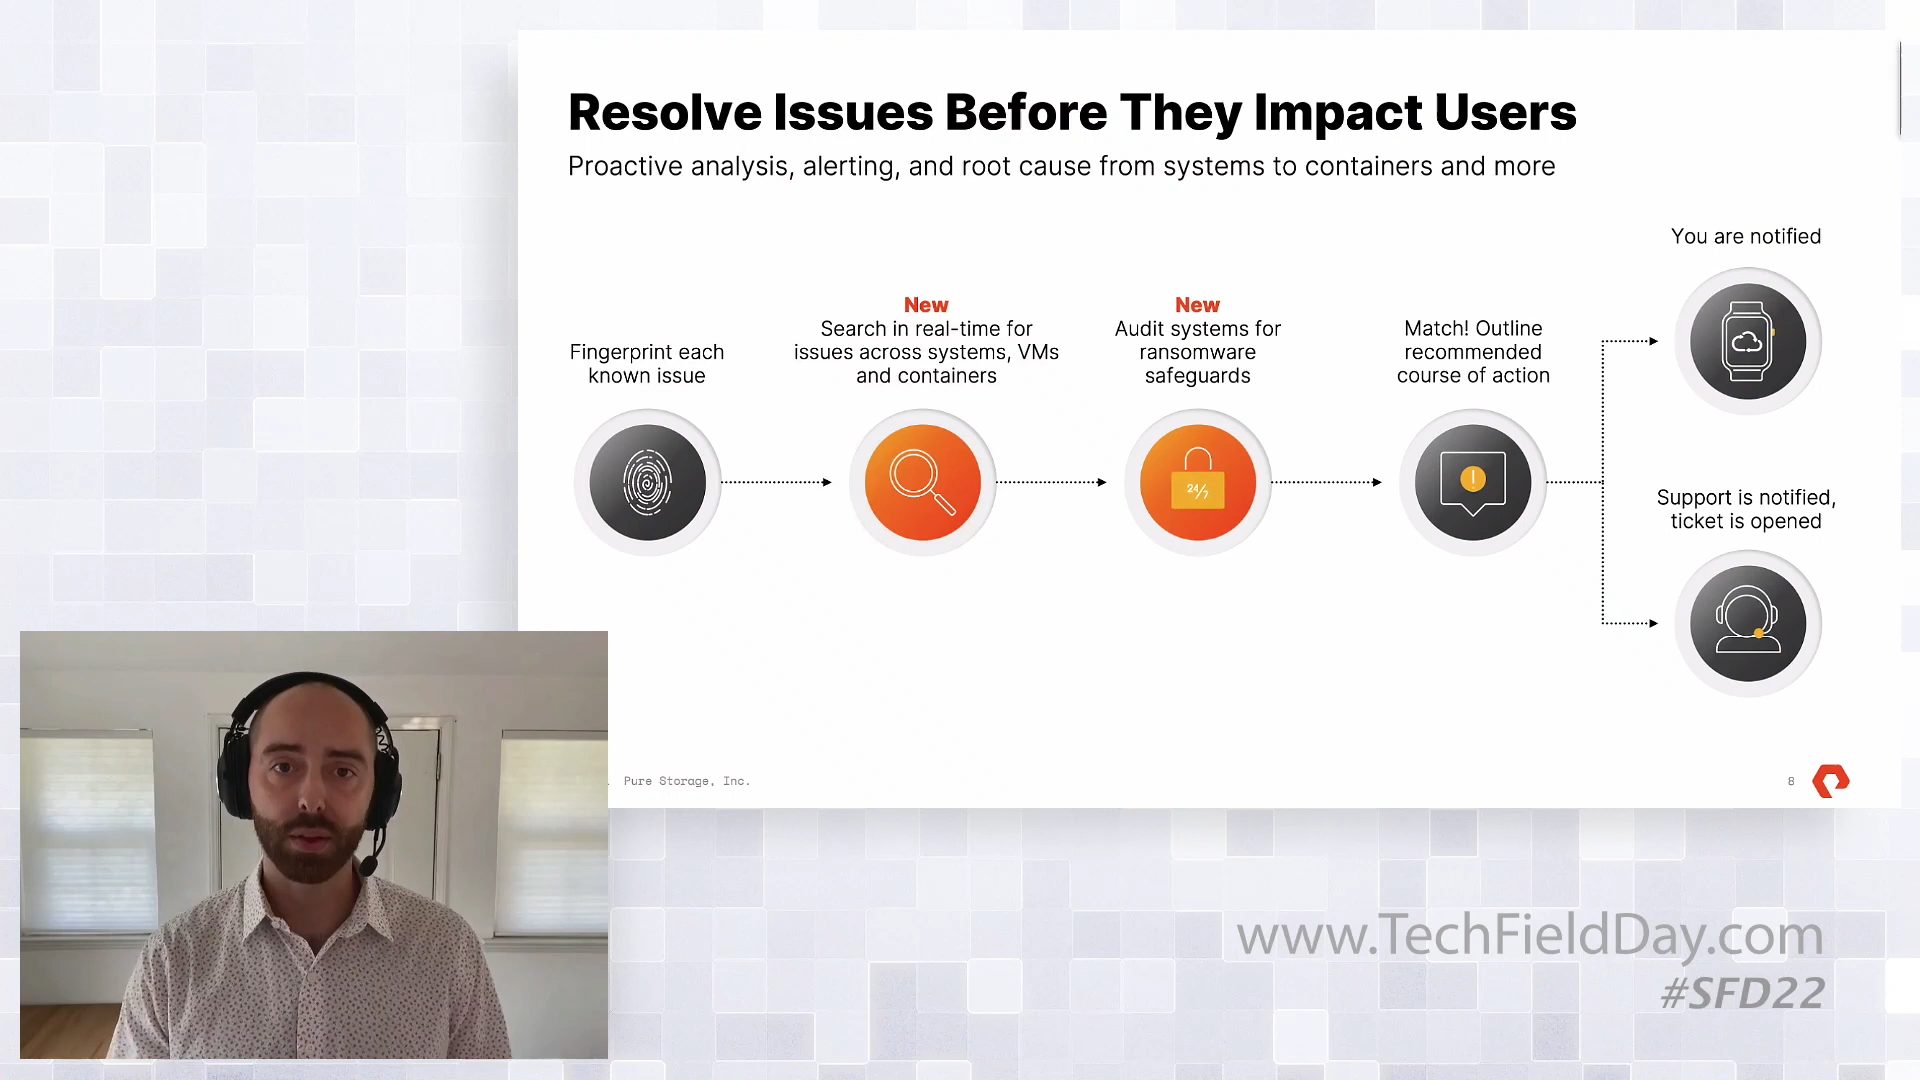 Resolve Issues Before They Impact Users
Proactive analysis, alerting, and root cause from systems to containers and more
Fingerprint each
known issue
New
Search in real-time for
issues across systems, VMs
and containers
New
Audit systems for
ransomware
safeguards
24/7
Match! Outline
recommended
course of action
!
You are notified
Support is notified,
ticket is opened
Pure Storage, Inc.
8
www.TechFieldDay.com
#SFD22